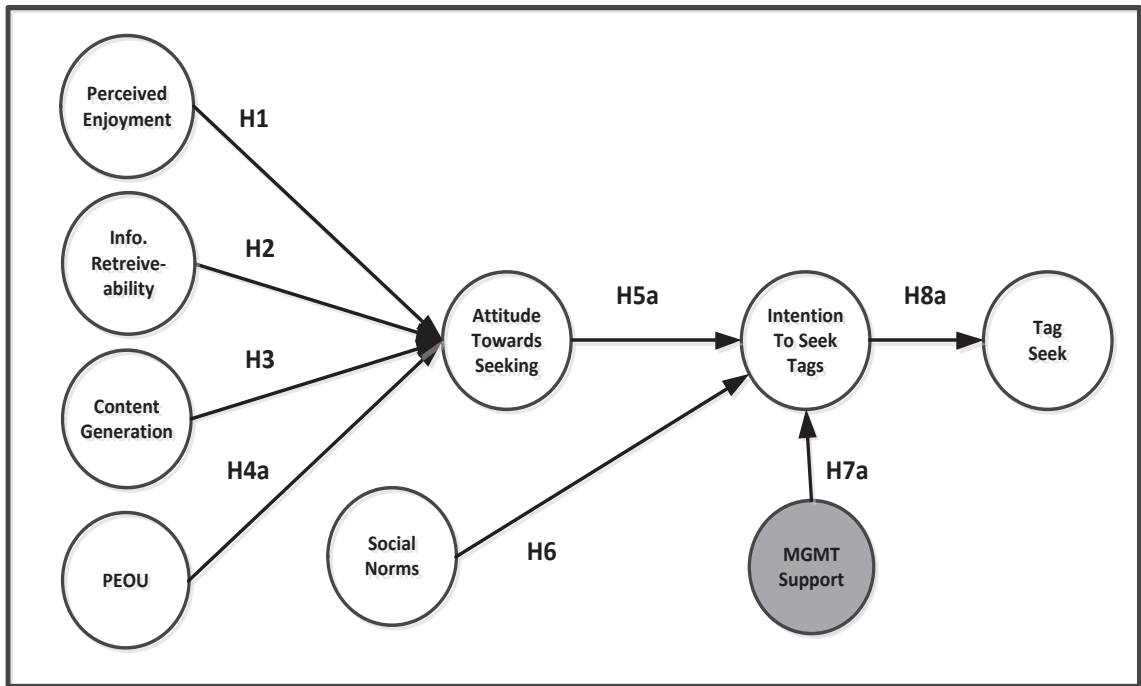 Perceived
Enjoyment
H1
Info.
Retreive-
ability
H2
Content
Generation
H3
PEOU
H4a
Attitude
Towards
Seeking
H5a
Social
Norms
H6
Intention
To Seek
Tags
H7a
MGMT
Support
H8a
Tag
Seek